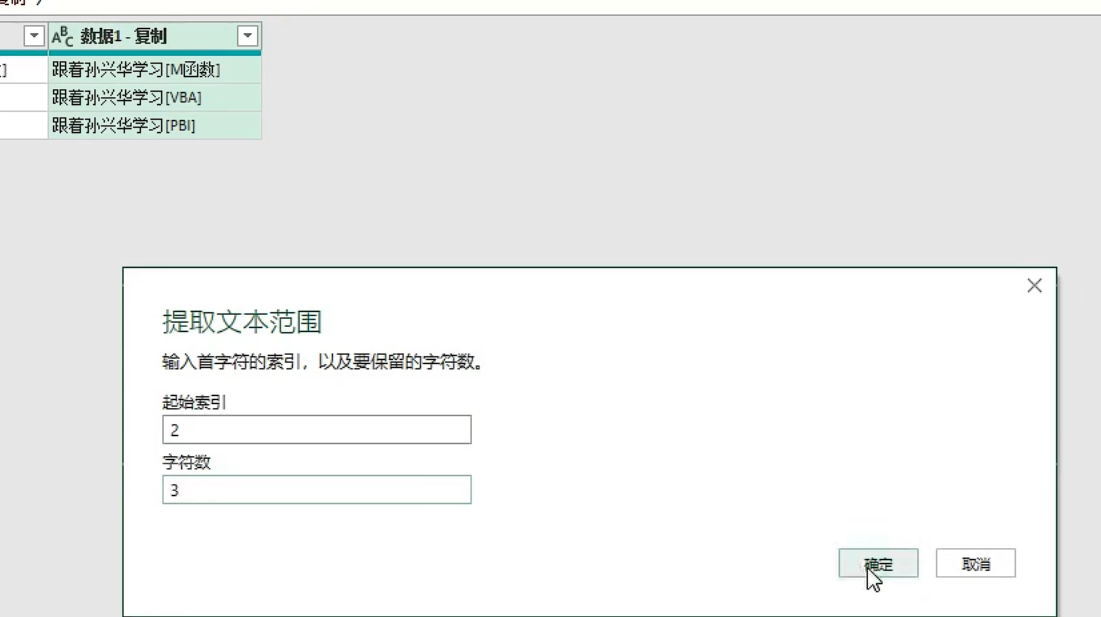 ABC 数据1 - 复制
]
跟着孙兴华学习[M函数]
跟着孙兴华学习[VBA]
跟着孙兴华学习[PBI]
提取文本范围
输入首字符的索引，以及要保留的字符数。
起始索引
2
字符数
3
确定 取消